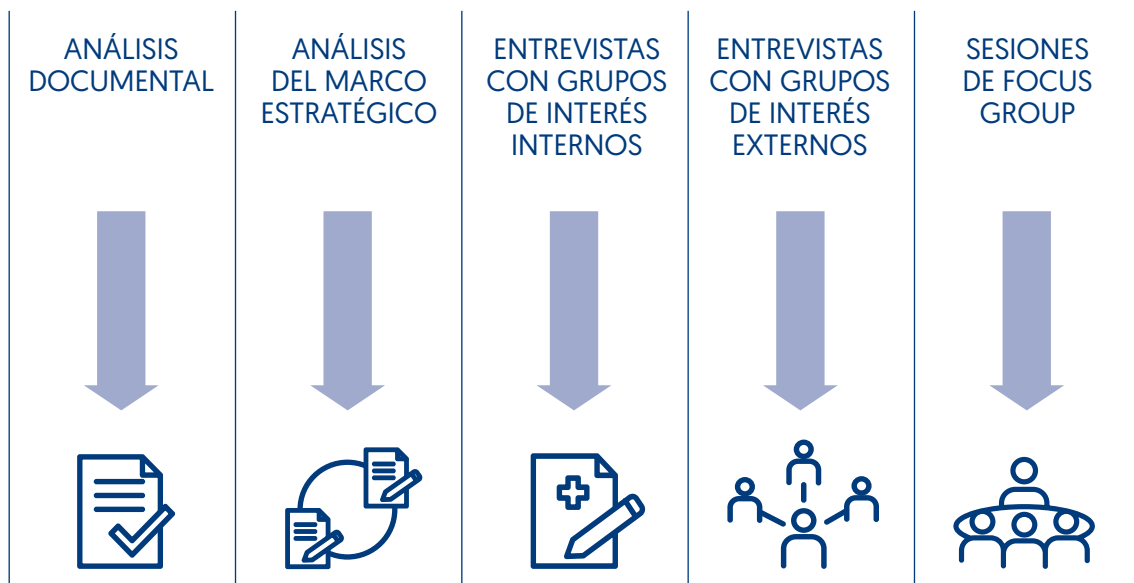 ANÁLISIS
DOCUMENTAL
ANÁLISIS
DEL MARCO
ESTRATÉGICO
ENTREVISTAS
CON GRUPOS
DE INTERÉS
INTERNOS
ENTREVISTAS
CON GRUPOS
DE INTERÉS
EXTERNOS
SESIONES
DE FOCUS
GROUP